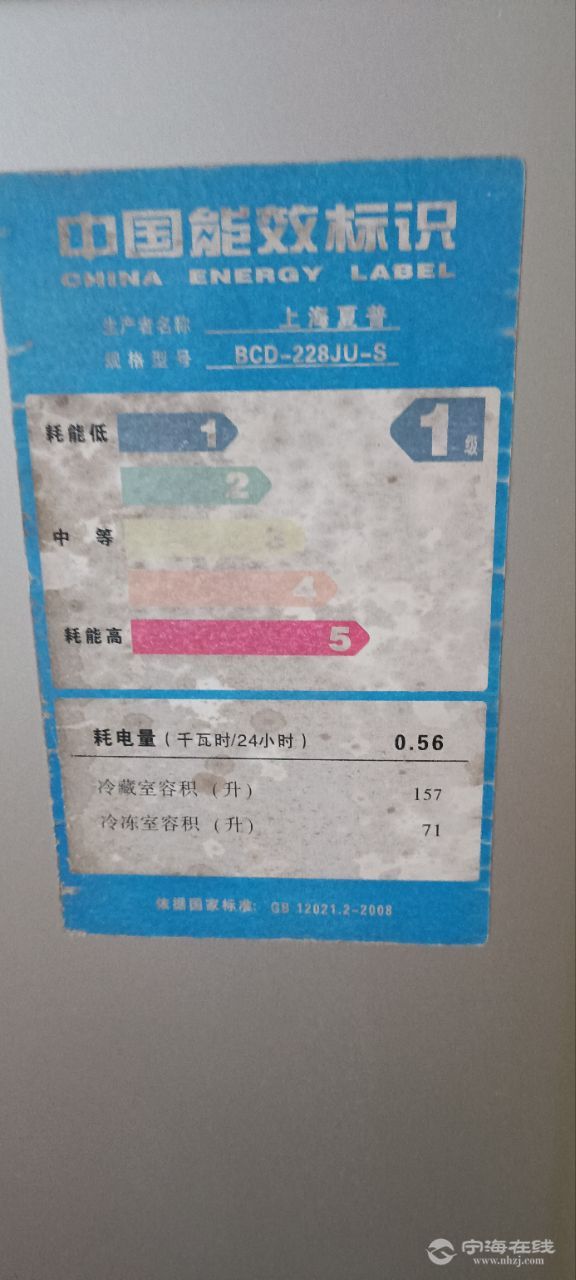 中国能效标识
CHINA ENERGY LABEL
生产者名称 上海夏普
规格型号 BCD-228JU-S
耗能低 1 1级
2
中等 3
4
耗能高 5
耗电量（千瓦时/24小时） 0.56
冷藏室容积（升） 157
冷冻室容积（升） 71
依据国家标准: GB 12021.2-2008
宁海在线
www.nhzj.com